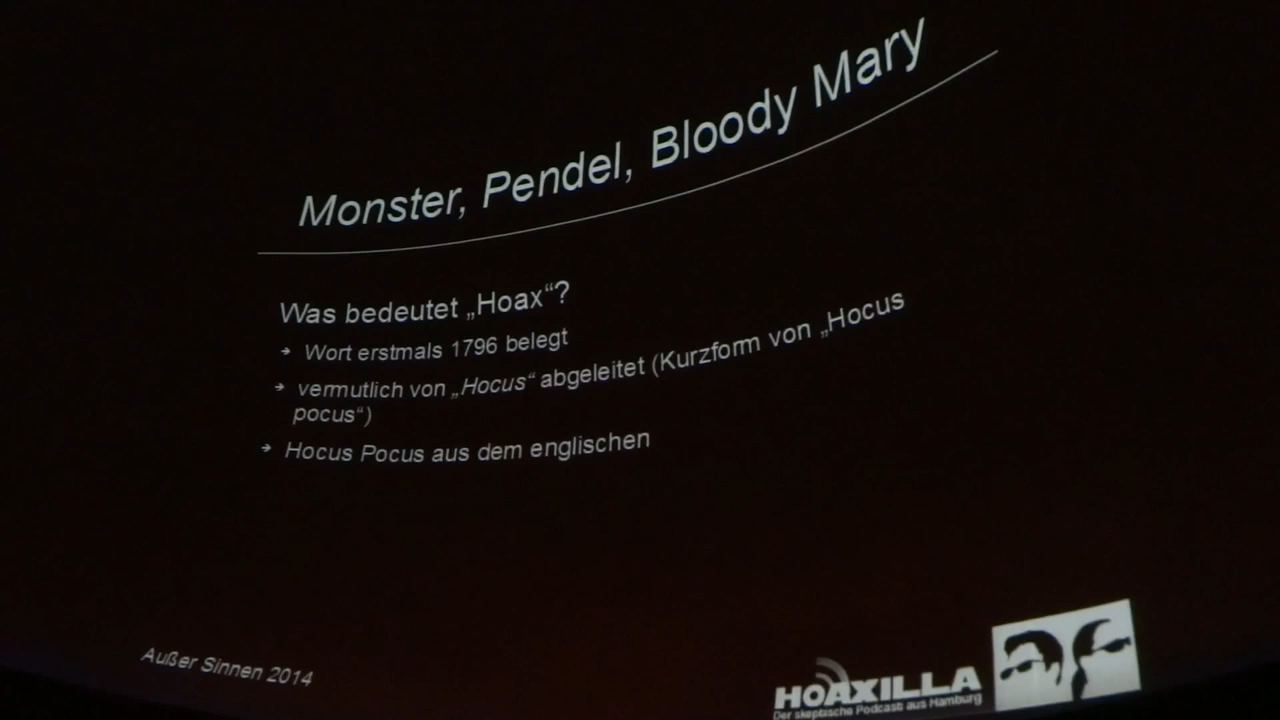 Monster, Pendel, Bloody Mary
Was bedeutet „Hoax“?
Wort erstmals 1796 belegt
vermutlich von „Hocus“ abgeleitet (Kurzform von „Hocus
pocus“)
Hocus Pocus aus dem englischen
Außer Sinnen 2014
HOAXILLA
Der skeptische Podcast aus Hamburg